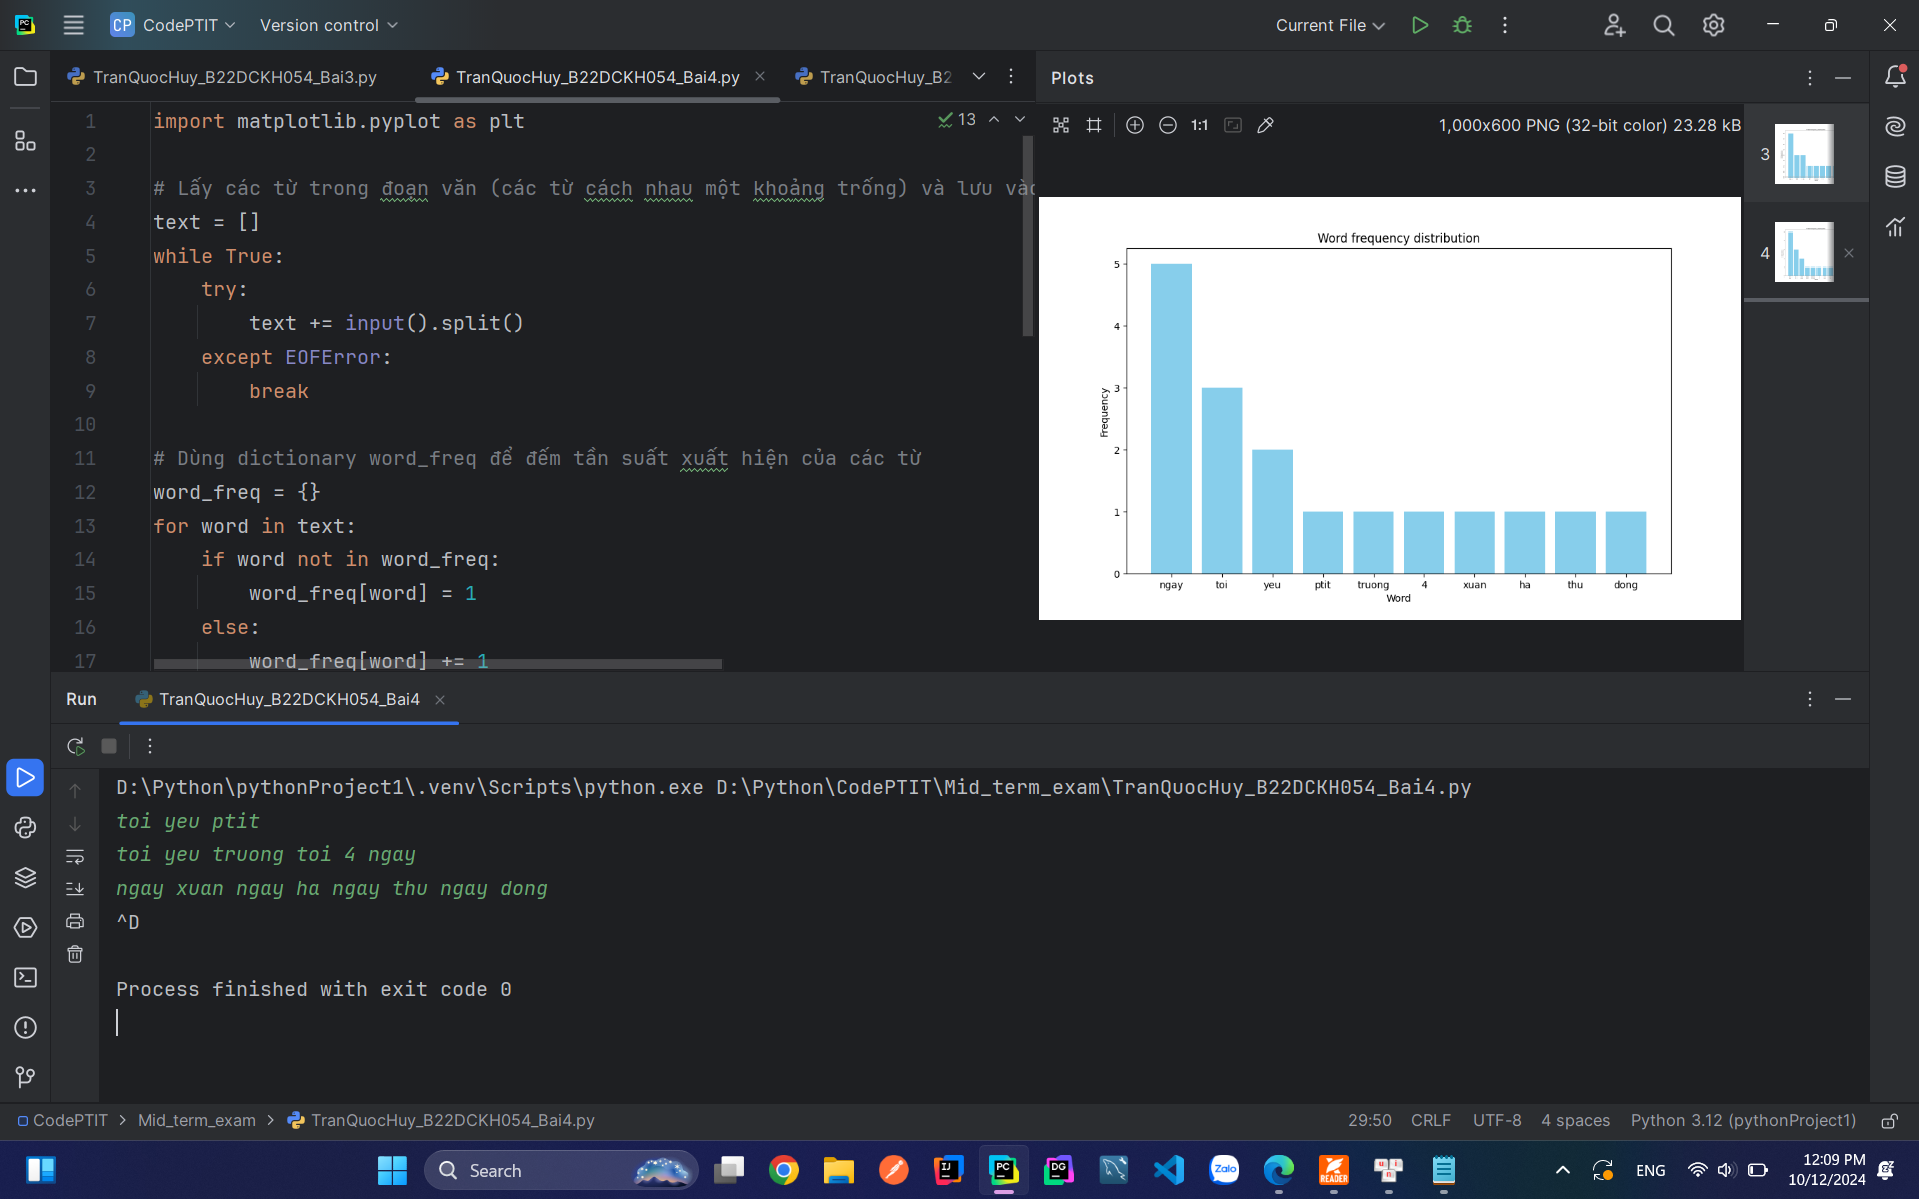 CP CodePTIT Version control Current File
TranQuocHuy_B22DCKH054_Bai3.py TranQuocHuy_B22DCKH054_Bai4.py TranQuocHuy_B2
13
1 import matplotlib.pyplot as plt
2
3 # Lấy các từ trong đoạn văn (các từ cách nhau một khoảng trống) và lưu vào
4 text = []
5 while True:
6 try:
7 text += input().split()
8 except EOFError:
9 break
10
11 # Dùng dictionary word_freq để đếm tần suất xuất hiện của các từ
12 word_freq = {}
13 for word in text:
14 if word not in word_freq:
15 word_freq[word] = 1
16 else:
17 word_freq[word] += 1
Plots
1:1 1,000x600 PNG (32-bit color) 23.28 kB
3
4
Word frequency distribution
Frequency
5
4
3
2
1
0
ngay toi yeu ptit truong 4 xuan ha thu dong
Word
Run TranQuocHuy_B22DCKH054_Bai4
D:\Python\pythonProject1\.venv\Scripts\python.exe D:\Python\CodePTIT\Mid_term_exam\TranQuocHuy_B22DCKH054_Bai4.py
toi yeu ptit
toi yeu truong toi 4 ngay
ngay xuan ngay ha ngay thu ngay dong
^D
Process finished with exit code 0
CodePTIT > Mid_term_exam > TranQuocHuy_B22DCKH054_Bai4.py 29:50 CRLF UTF-8 4 spaces Python 3.12 (pythonProject1)
Search IJ PC DG Zalo READER ENG 12:09 PM
10/12/2024